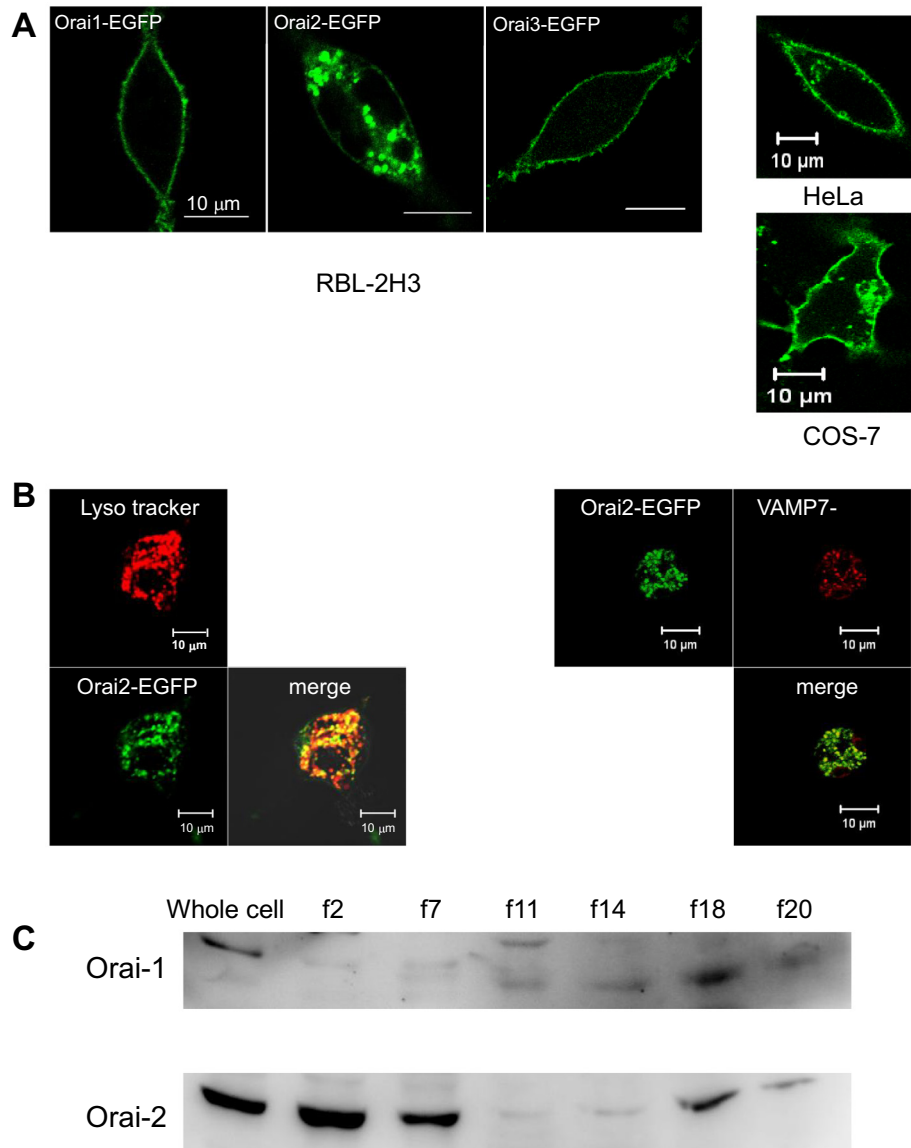 A
Orai1-EGFP
Orai2-EGFP
Orai3-EGFP
10 μm
RBL-2H3
10 μm
HeLa
10 μm
COS-7
B
Lyso tracker
10 μm
Orai2-EGFP
10 μm
merge
10 μm
Orai2-EGFP
10 μm
VAMP7-
10 μm
merge
10 μm
C
Whole cell f2 f7 f11 f14 f18 f20
Orai-1
Orai-2